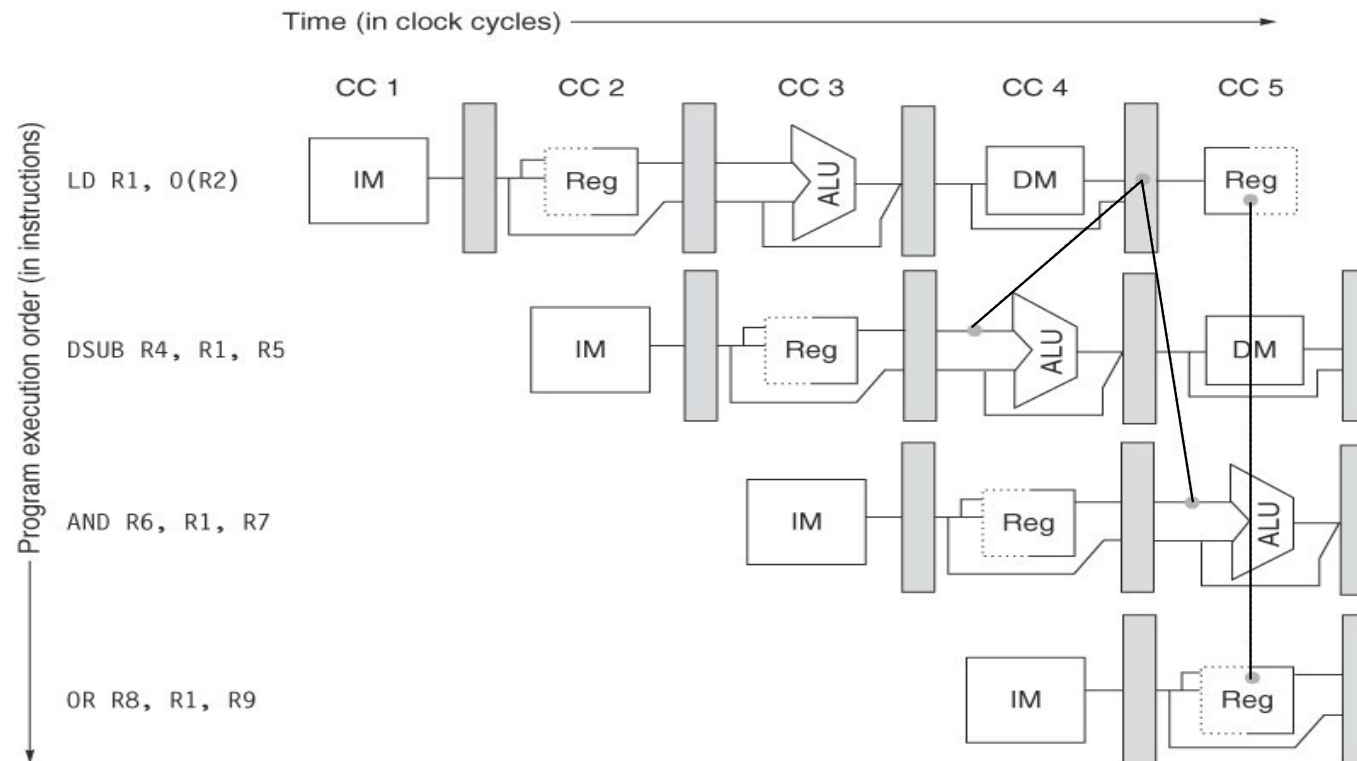 Time (in clock cycles)
CC 1 CC 2 CC 3 CC 4 CC 5
Program execution order (in instructions)
LD R1, 0(R2) IM Reg ALU DM Reg
DSUB R4, R1, R5 IM Reg ALU DM
AND R6, R1, R7 IM Reg ALU
OR R8, R1, R9 IM Reg